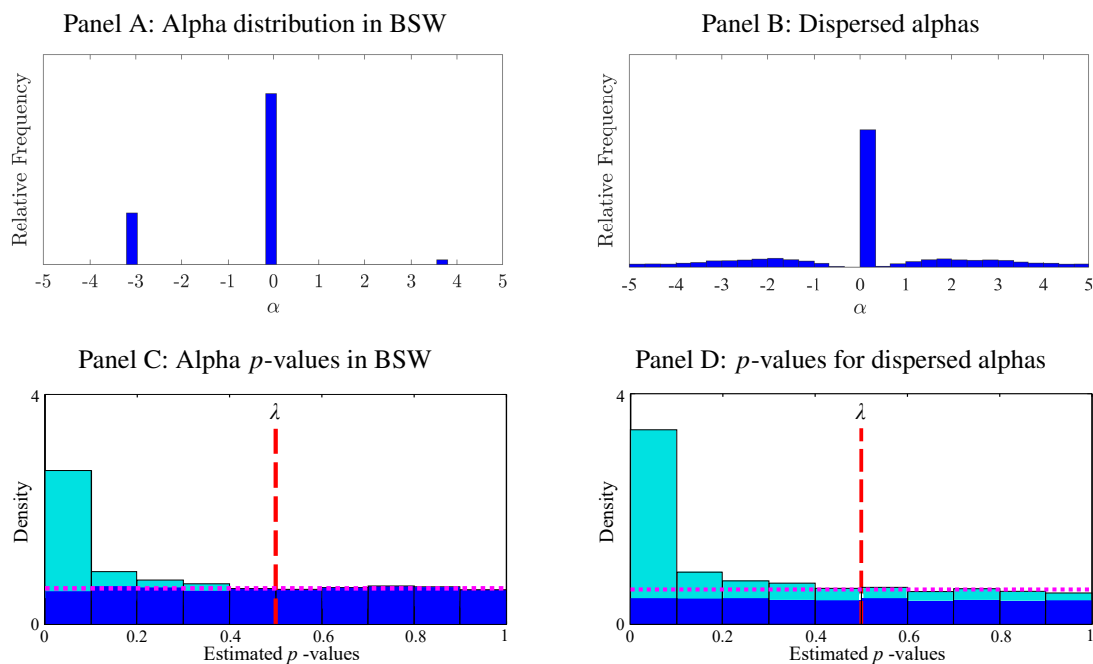 Panel A: Alpha distribution in BSW
Relative Frequency
-5 -4 -3 -2 -1 0 1 2 3 4 5
α
Panel B: Dispersed alphas
Relative Frequency
-5 -4 -3 -2 -1 0 1 2 3 4 5
α
Panel C: Alpha p-values in BSW
4
λ
Density
0
0 0.2 0.4 0.6 0.8 1
Estimated p -values
Panel D: p-values for dispersed alphas
4
λ
Density
0
0 0.2 0.4 0.6 0.8 1
Estimated p -values